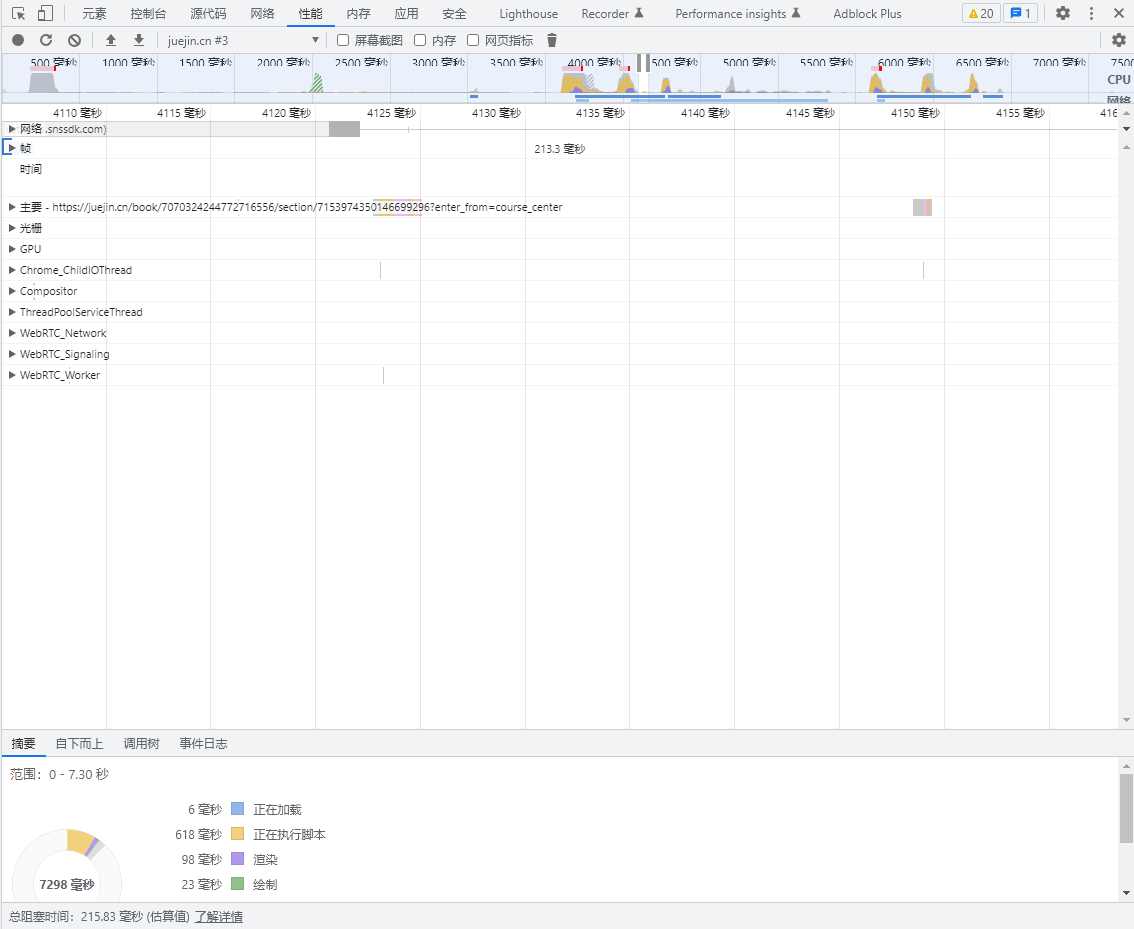 元素 控制台 源代码 网络 性能 内存 应用 安全 Lighthouse Recorder Performance insights Adblock Plus 20 1
juejin.cn #3 屏幕截图 内存 网页指标
500 毫秒 1000 毫秒 1500 毫秒 2000 毫秒 2500 毫秒 3000 毫秒 3500 毫秒 4000 毫秒 500 毫秒 5000 毫秒 5500 毫秒 6000 毫秒 6500 毫秒 7000 毫秒 7500
CPU
网络
4110 毫秒 4115 毫秒 4120 毫秒 4125 毫秒 4130 毫秒 4135 毫秒 4140 毫秒 4145 毫秒 4150 毫秒 4155 毫秒 416
网络 .snssdk.com)
帧 213.3 毫秒
时间
主要 - https://juejin.cn/book/7070324244772716556/section/7153974350146699296?enter_from=course_center
光栅
GPU
Chrome_ChildIOThread
Compositor
ThreadPoolServiceThread
WebRTC_Network
WebRTC_Signaling
WebRTC_Worker
摘要 自下而上 调用树 事件日志
范围：0 - 7.30 秒
6 毫秒 正在加载
618 毫秒 正在执行脚本
98 毫秒 渲染
7298 毫秒 23 毫秒 绘制
总阻塞时间：215.83 毫秒 (估算值) 了解详情